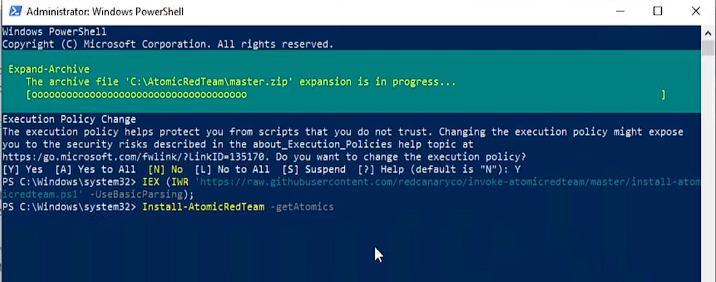 Administrator: Windows PowerShell
Windows PowerShell
Copyright (C) Microsoft Corporation. All rights reserved.
Expand-Archive
The archive file 'C:\AtomicRedTeam\master.zip' expansion is in progress...
[oooooooooooooooooooooooooooooooooooo ]
Execution Policy Change
The execution policy helps protect you from scripts that you do not trust. Changing the execution policy might expose
you to the security risks described in the about_Execution_Policies help topic at
https:/go.microsoft.com/fwlink/?LinkID=135170. Do you want to change the execution policy?
[Y] Yes [A] Yes to All [N] No [L] No to All [S] Suspend [?] Help (default is "N"): Y
PS C:\Windows\system32> IEX (IWR 'https://raw.githubusercontent.com/redcanaryco/invoke-atomicredteam/master/install-atom
icredteam.ps1' -UseBasicParsing);
PS C:\Windows\system32> Install-AtomicRedTeam -getAtomics